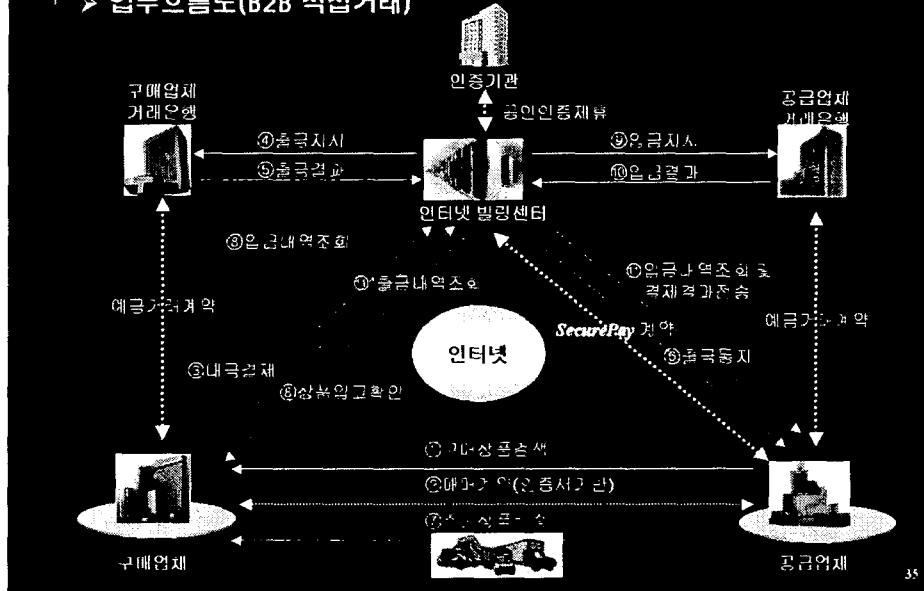 업무흐름도(B2B 직접거래)
인증기관
구매업체
거래은행
공급업체
거래은행
공인인증제휴
④출금지시
⑨입금지시
⑤출금결과
⑩입금결과
인터넷 빌링센터
⑧입금내역조회
출금내역조회
⑪입금내역조회 및
결제결과전송
예금거래계약
SecurePay 계약
예금거래계약
인터넷
③대금결제
출금통지
⑥상품입고확인
①구매상품검색
②매매계약(인증서기반)
구매업체
공급업체
35